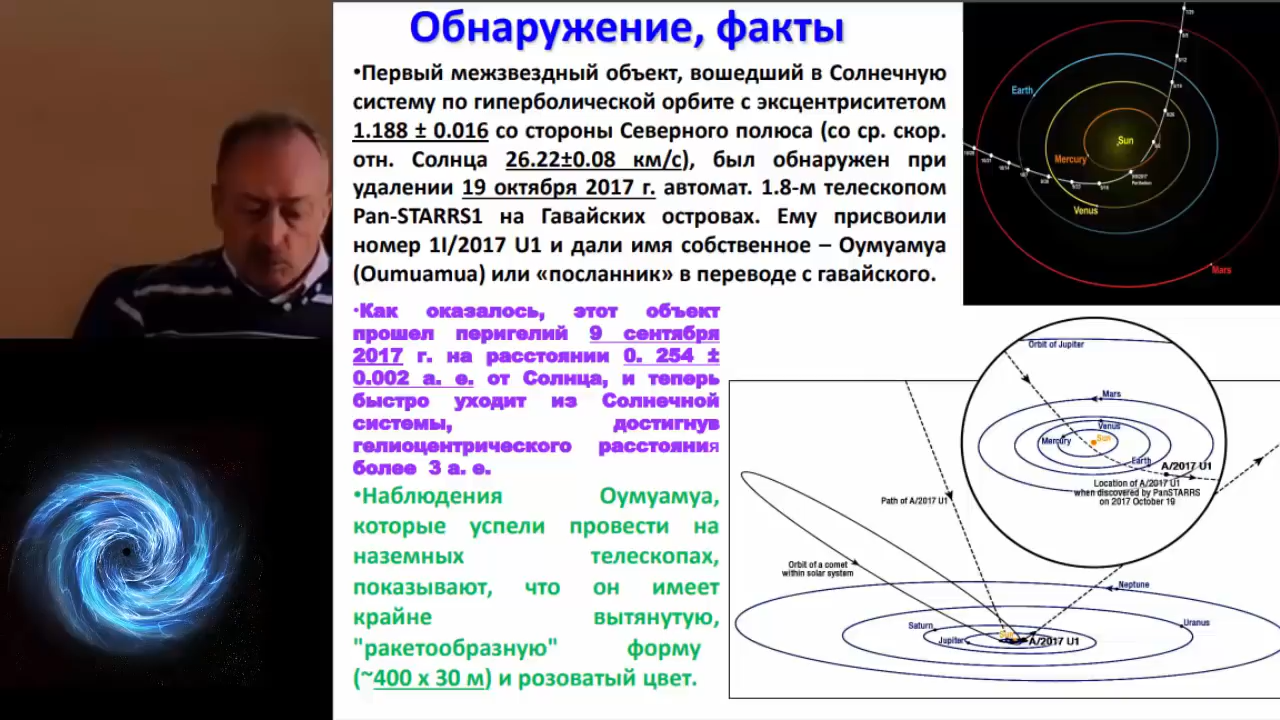 Обнаружение, факты
•Первый межзвездный объект, вошедший в Солнечную
систему по гиперболической орбите с эксцентриситетом
1.188 ± 0.016 со стороны Северного полюса (со ср. скор.
отн. Солнца 26.22±0.08 км/с), был обнаружен при
удалении 19 октября 2017 г. автомат. 1.8-м телескопом
Pan-STARRS1 на Гавайских островах. Ему присвоили
номер 1I/2017 U1 и дали имя собственное – Оумуамуа
(Oumuamua) или «посланник» в переводе с гавайского.
•Как оказалось, этот объект
прошел перигелий 9 сентября
2017 г. на расстоянии 0. 254 ±
0.002 а. е. от Солнца, и теперь
быстро уходит из Солнечной
системы, достигнув
гелиоцентрического расстояния
более 3 а. е.
•Наблюдения Оумуамуа,
которые успели провести на
наземных телескопах,
показывают, что он имеет
крайне вытянутую,
"ракетообразную" форму
(~400 х 30 м) и розоватый цвет.
Earth
Sun
Mercury
Venus
Mars
Orbit of Jupiter
Mars
Venus
Mercury
Sun
Earth
A/2017 U1
Location of A/2017 U1
when discovered by PanSTARRS
on 2017 October 19
Path of A/2017 U1
Orbit of a comet
within solar system
Neptune
Saturn
Uranus
Jupiter
A/2017 U1